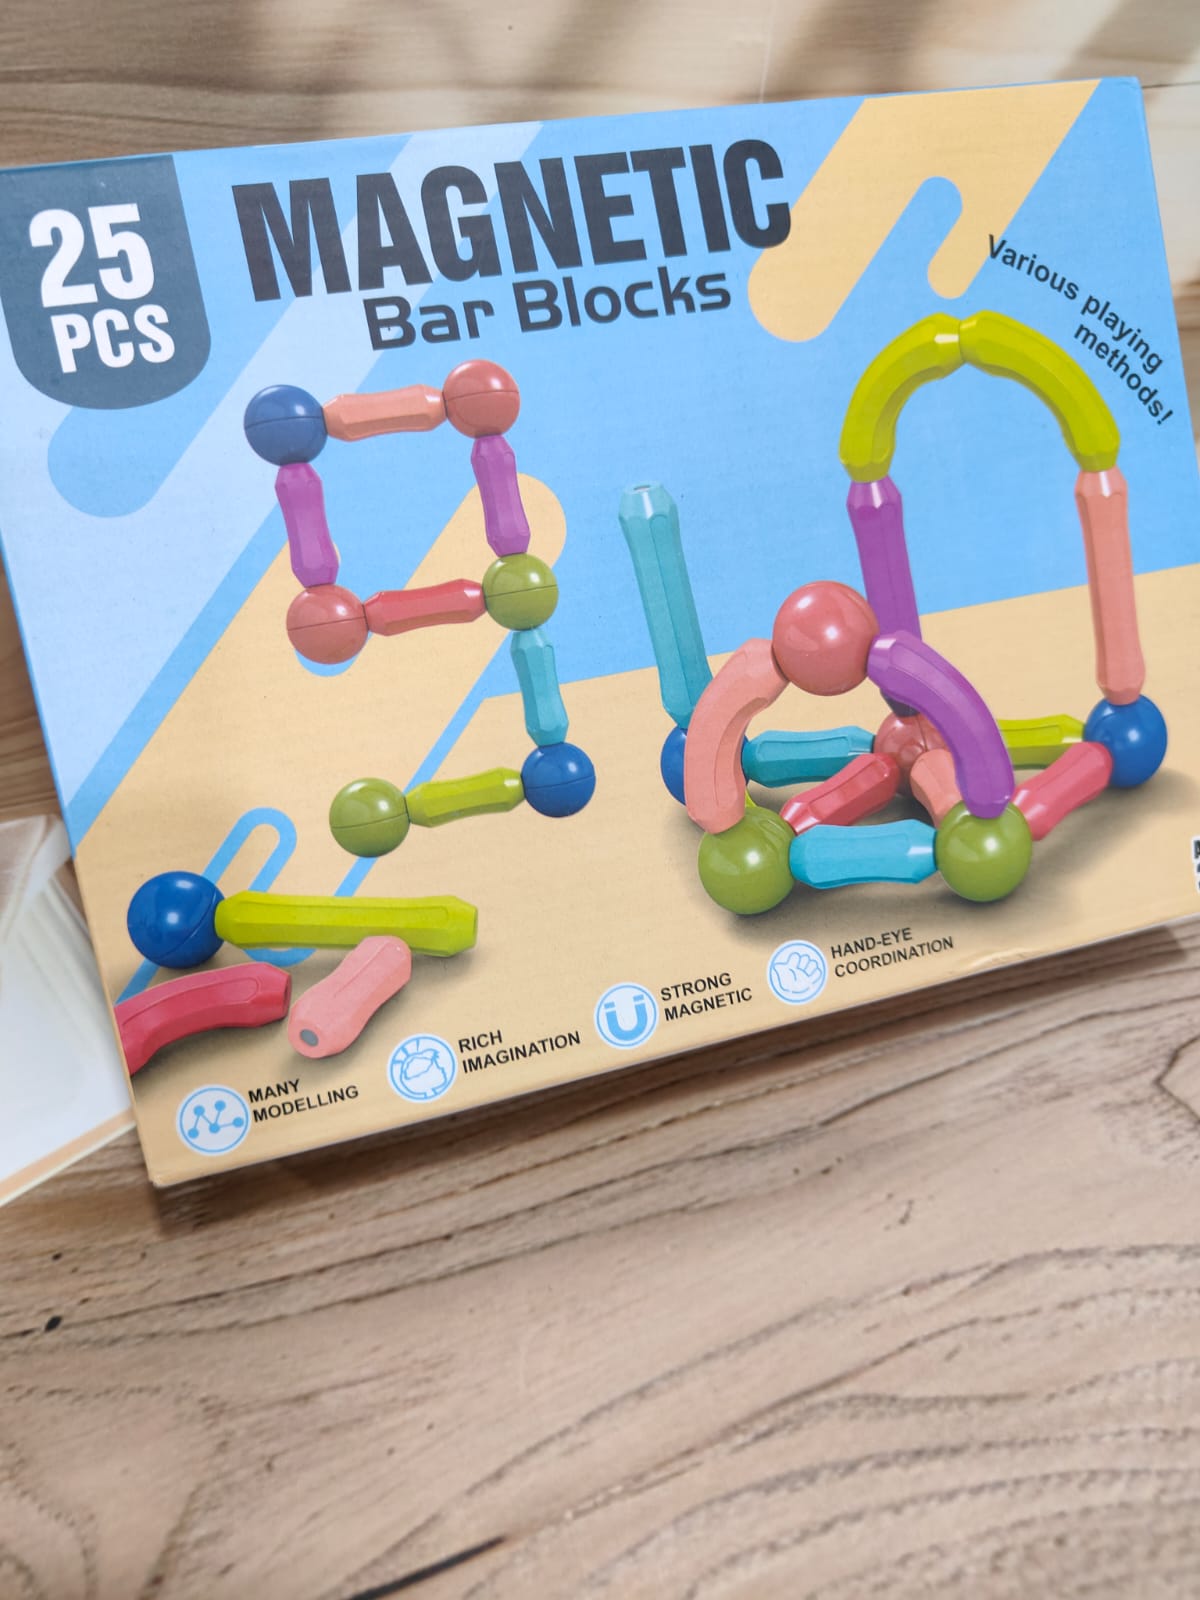 25
PCS
MAGNETIC
Bar Blocks
Various playing
methods!
MANY
MODELLING
RICH
IMAGINATION
STRONG
MAGNETIC
HAND-EYE
COORDINATION